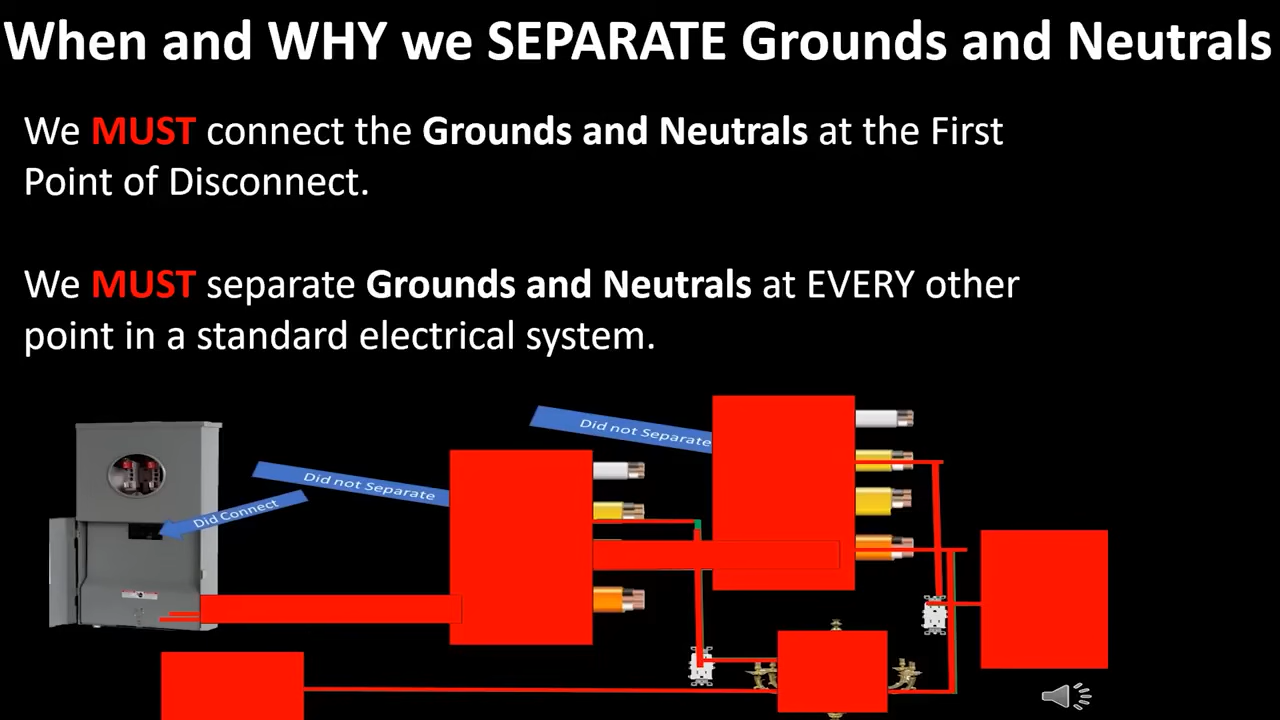 When and WHY we SEPARATE Grounds and Neutrals
We MUST connect the Grounds and Neutrals at the First
Point of Disconnect.
We MUST separate Grounds and Neutrals at EVERY other
point in a standard electrical system.
Did not Separate
Did not Separate
Did Connect